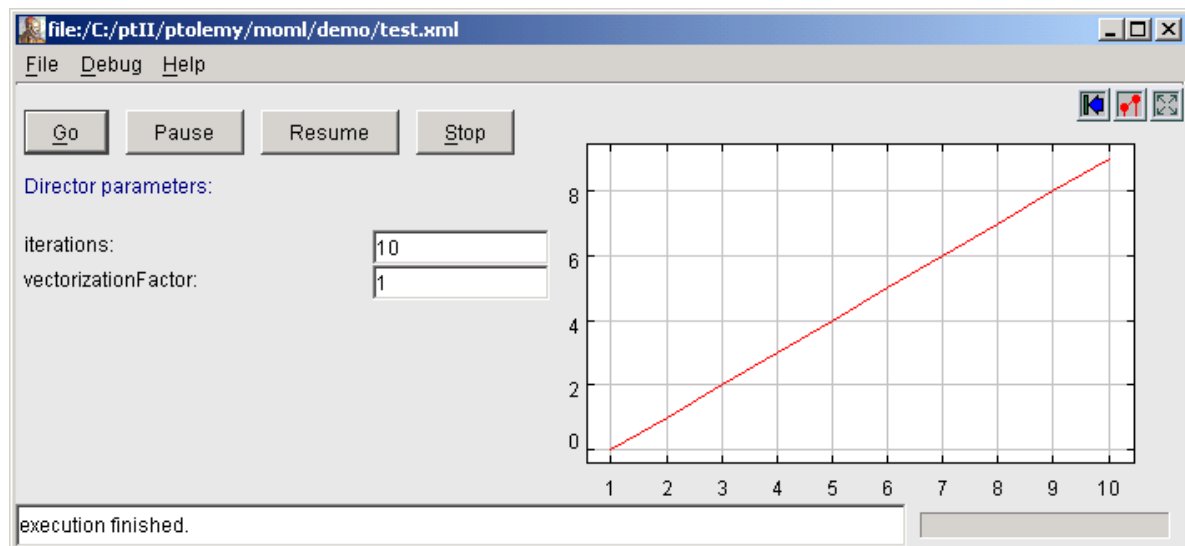 file:/C:/ptII/ptolemy/moml/demo/test.xml
File Debug Help
Go Pause Resume Stop
Director parameters:
iterations: 10
vectorizationFactor: 1
8
6
4
2
0
1 2 3 4 5 6 7 8 9 10
execution finished.